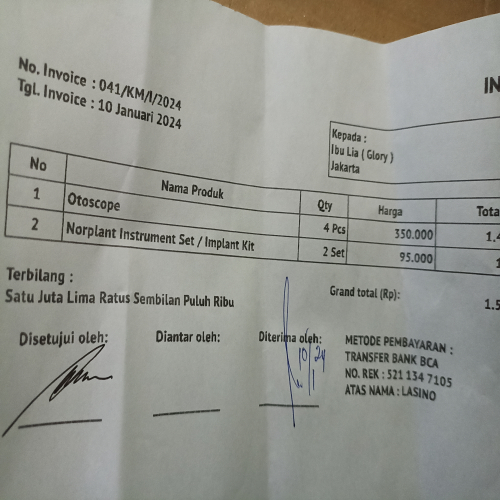 IN
No. Invoice : 041/KM/I/2024
Tgl. Invoice : 10 Januari 2024
Kepada :
Ibu Lia ( Glory )
Jakarta
No Nama Produk Qty Harga Tota
1 Otoscope 4 Pcs 350.000 1.4
2 Norplant Instrument Set / Implant Kit 2 Set 95.000 1
Grand total (Rp): 1.5
Terbilang :
Satu Juta Lima Ratus Sembilan Puluh Ribu
Disetujui oleh: Diantar oleh: Diterima oleh:
10/24
1
METODE PEMBAYARAN :
TRANSFER BANK BCA
NO. REK : 521 134 7105
ATAS NAMA : LASINO